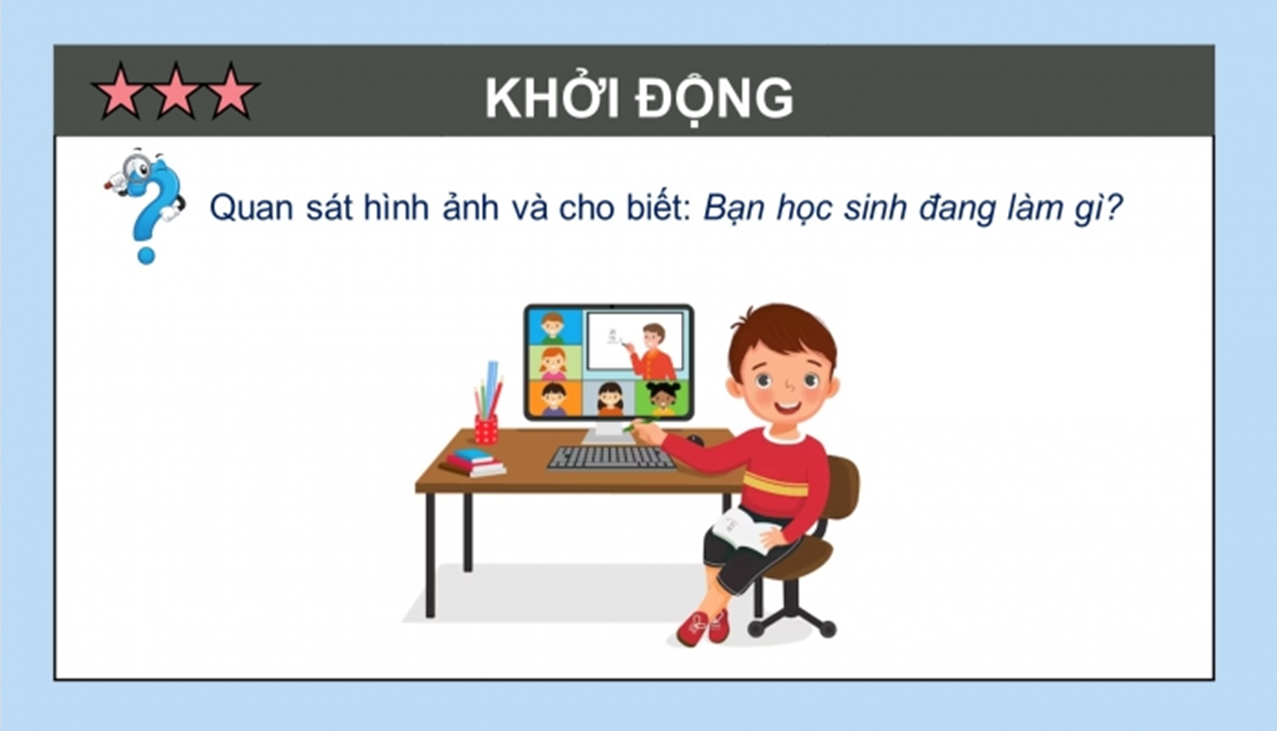 KHỞI ĐỘNG
Quan sát hình ảnh và cho biết: Bạn học sinh đang làm gì?